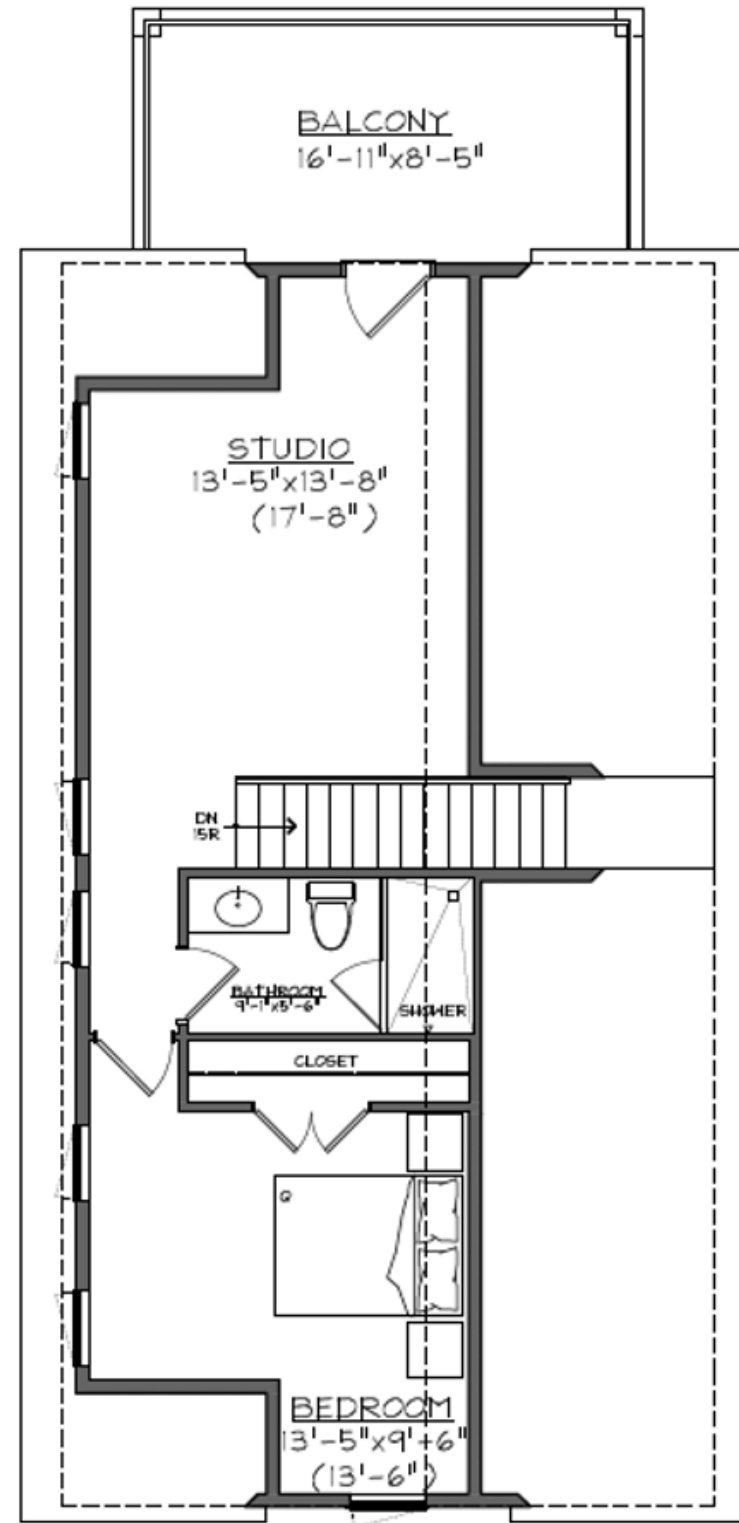 BALCONY
16'-11"x8'-5"
STUDIO
13'-5"x13'-8"
(17'-8")
DN
15R
BATHROOM
9'-1"x5'-6"
SHOWER
CLOSET
Q
BEDROOM
13'-5"x9'+6"
(13'-6")